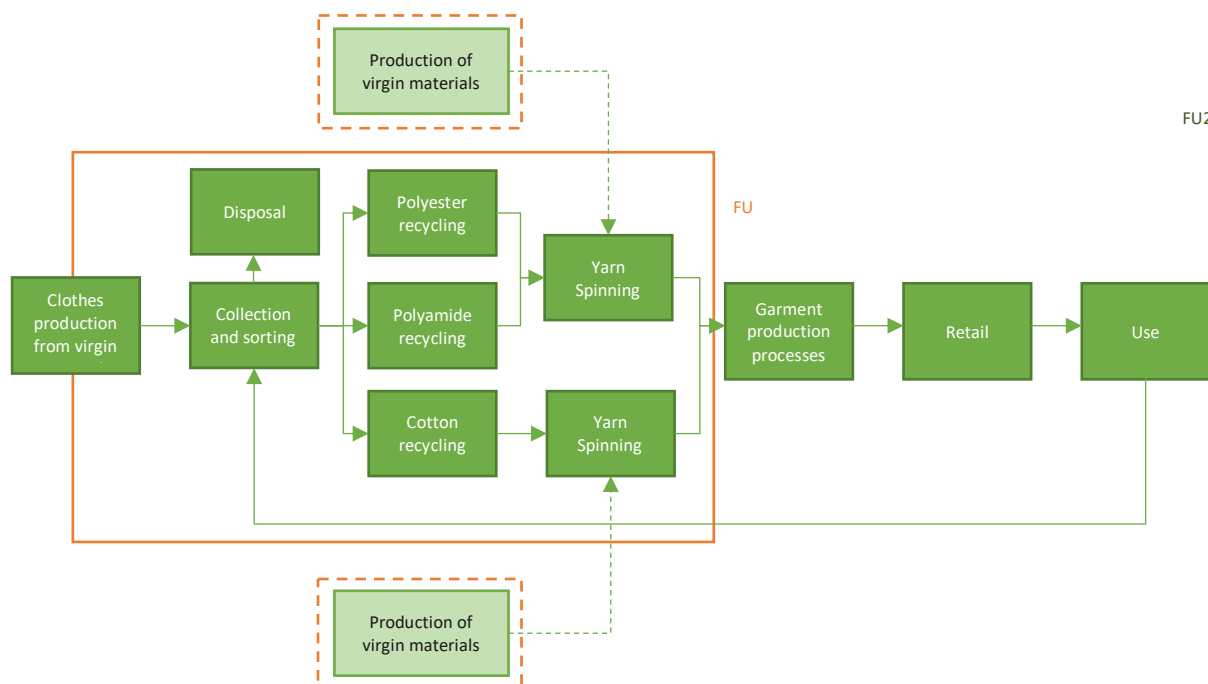 Production of
virgin materials
FU2
Disposal
Polyester
recycling
FU
Yarn
Spinning
Clothes
production
from virgin
Collection
and sorting
Polyamide
recycling
Garment
production
processes
Retail
Use
Cotton
recycling
Yarn
Spinning
Production of
virgin materials